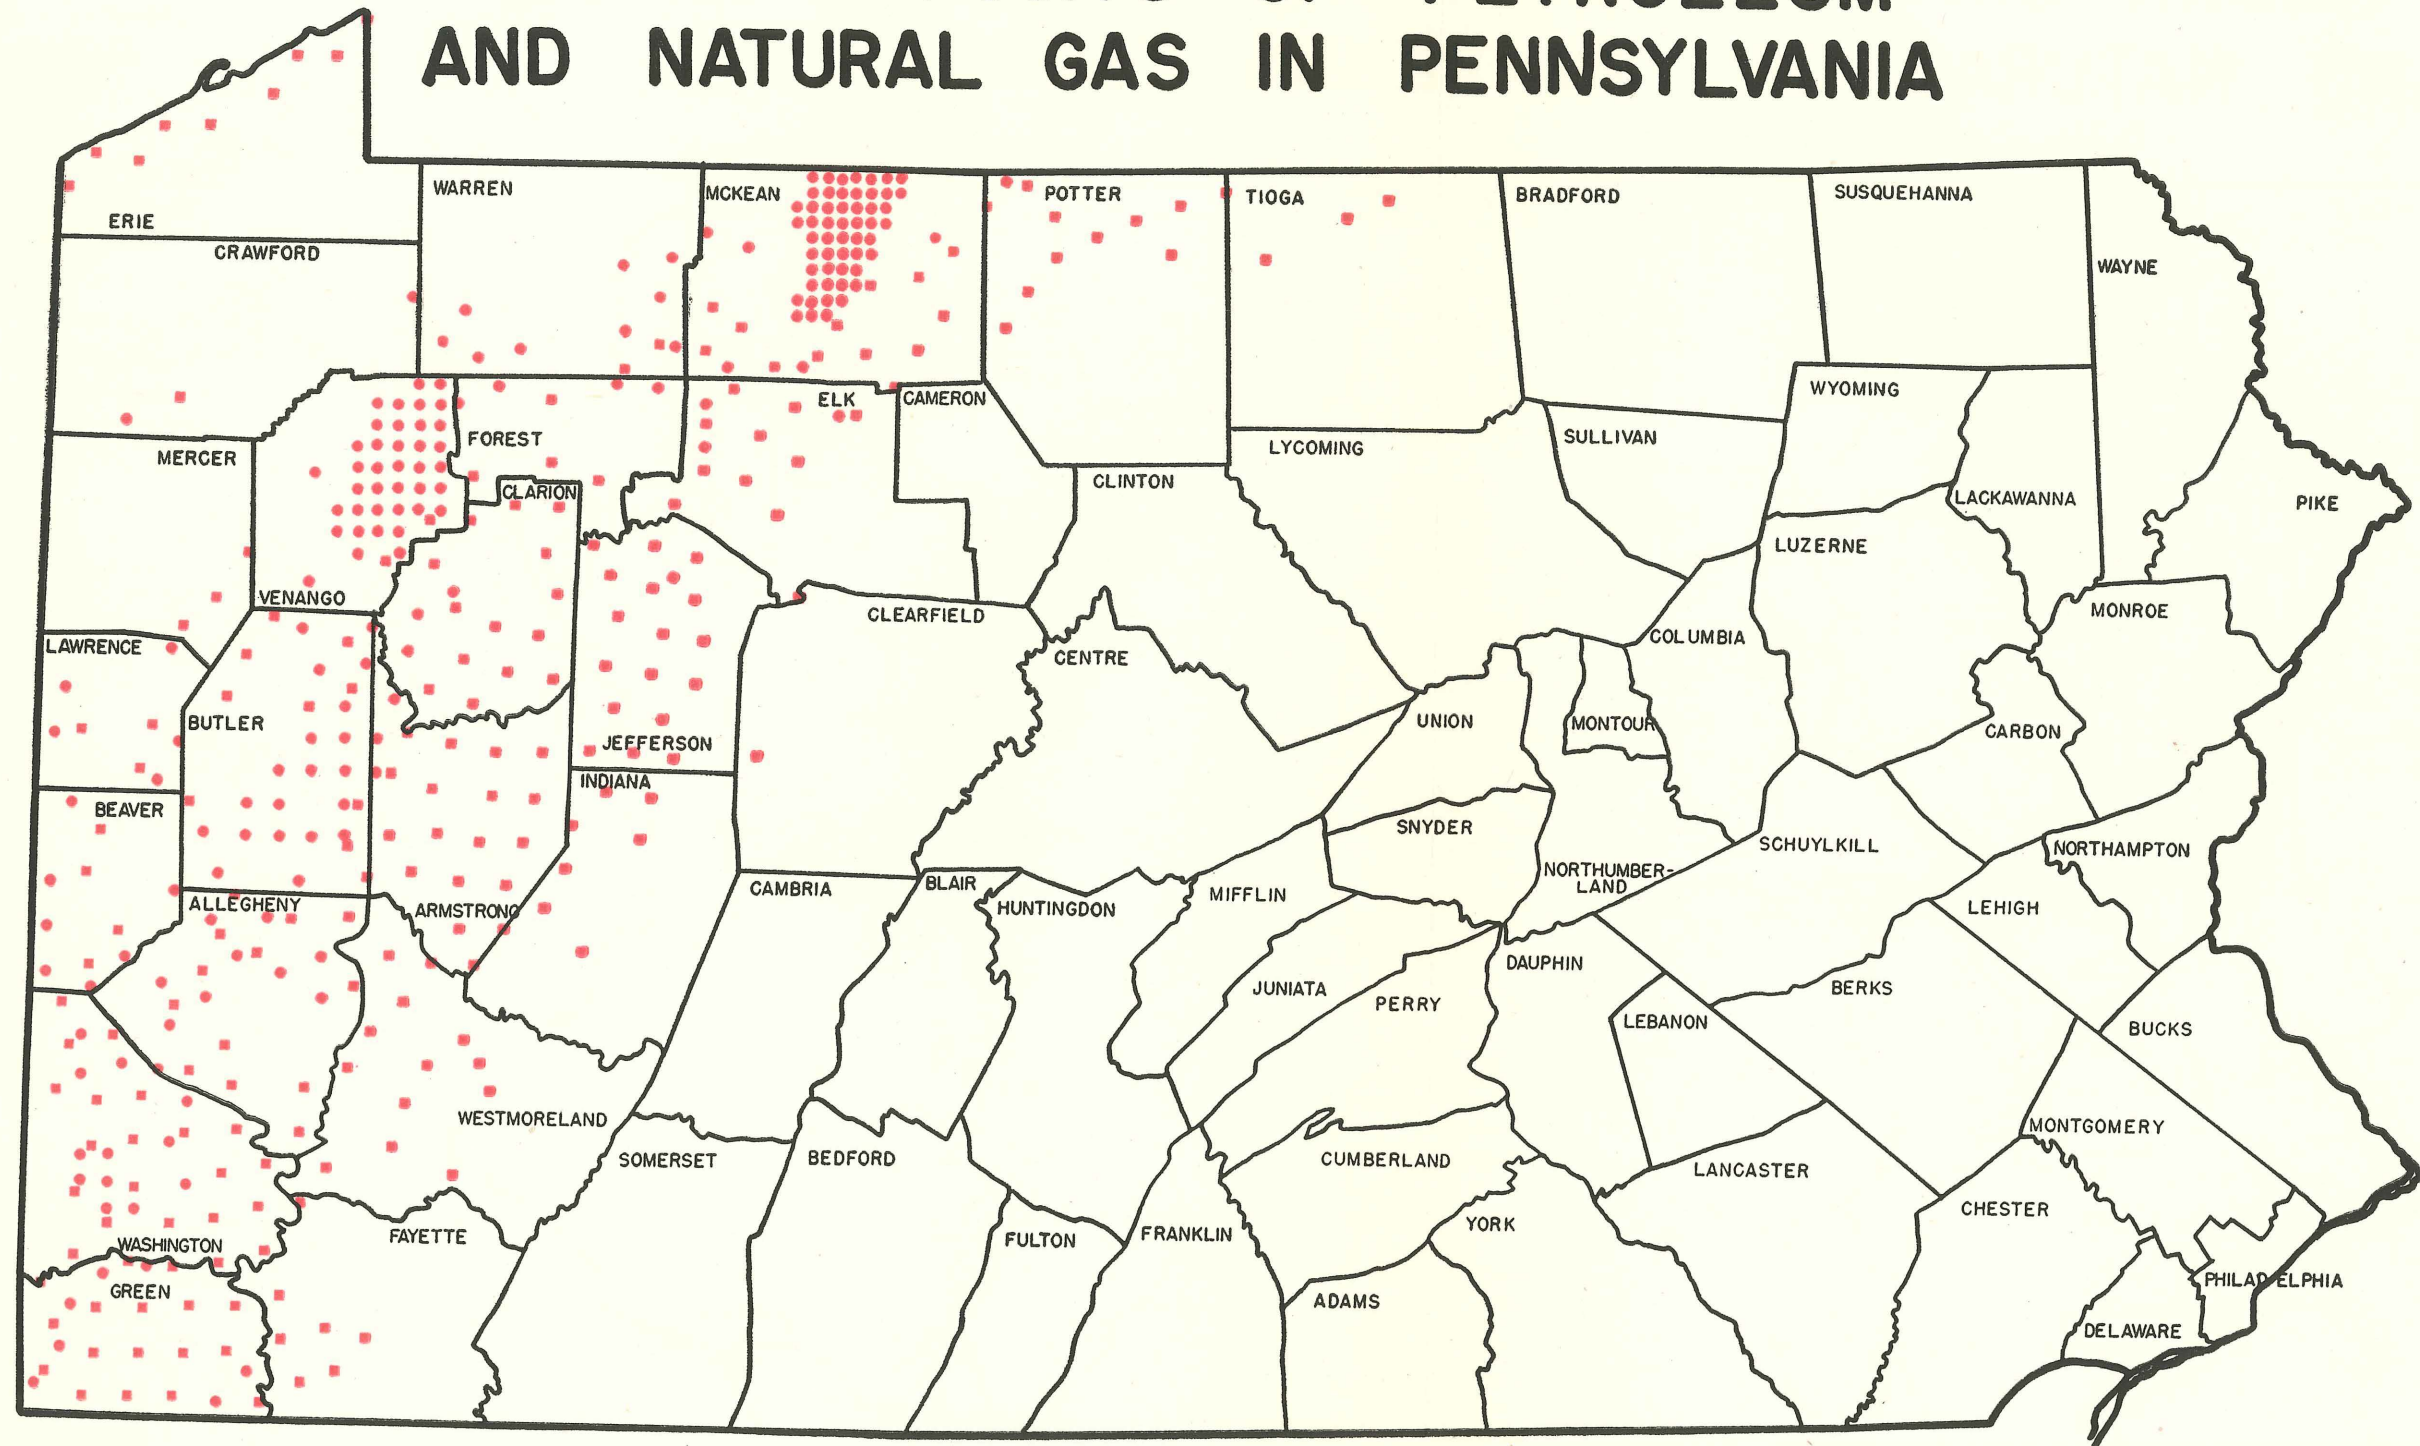 AND NATURAL GAS IN PENNSYLVANIA
WARREN
MCKEAN
POTTER
TIOGA
BRADFORD
SUSQUEHANNA
ERIE
CRAWFORD
WAYNE
ELK
CAMERON
WYOMING
FOREST
MERCER
LYCOMING
SULLIVAN
CLARION
CLINTON
LACKAWANNA
PIKE
LUZERNE
VENANGO
CLEARFIELD
MONROE
LAWRENCE
CENTRE
COLUMBIA
BUTLER
UNION
MONTOUR
CARBON
JEFFERSON
INDIANA
BEAVER
SNYDER
SCHUYLKILL
NORTHAMPTON
NORTHUMBER-
LAND
CAMBRIA
BLAIR
MIFFLIN
ALLEGHENY
ARMSTRONG
HUNTINGDON
LEHIGH
DAUPHIN
JUNIATA
PERRY
BERKS
LEBANON
BUCKS
WESTMORELAND
MONTGOMERY
SOMERSET
BEDFORD
CUMBERLAND
LANCASTER
CHESTER
WASHINGTON
FAYETTE
FULTON
FRANKLIN
YORK
GREEN
ADAMS
PHILADELPHIA
DELAWARE